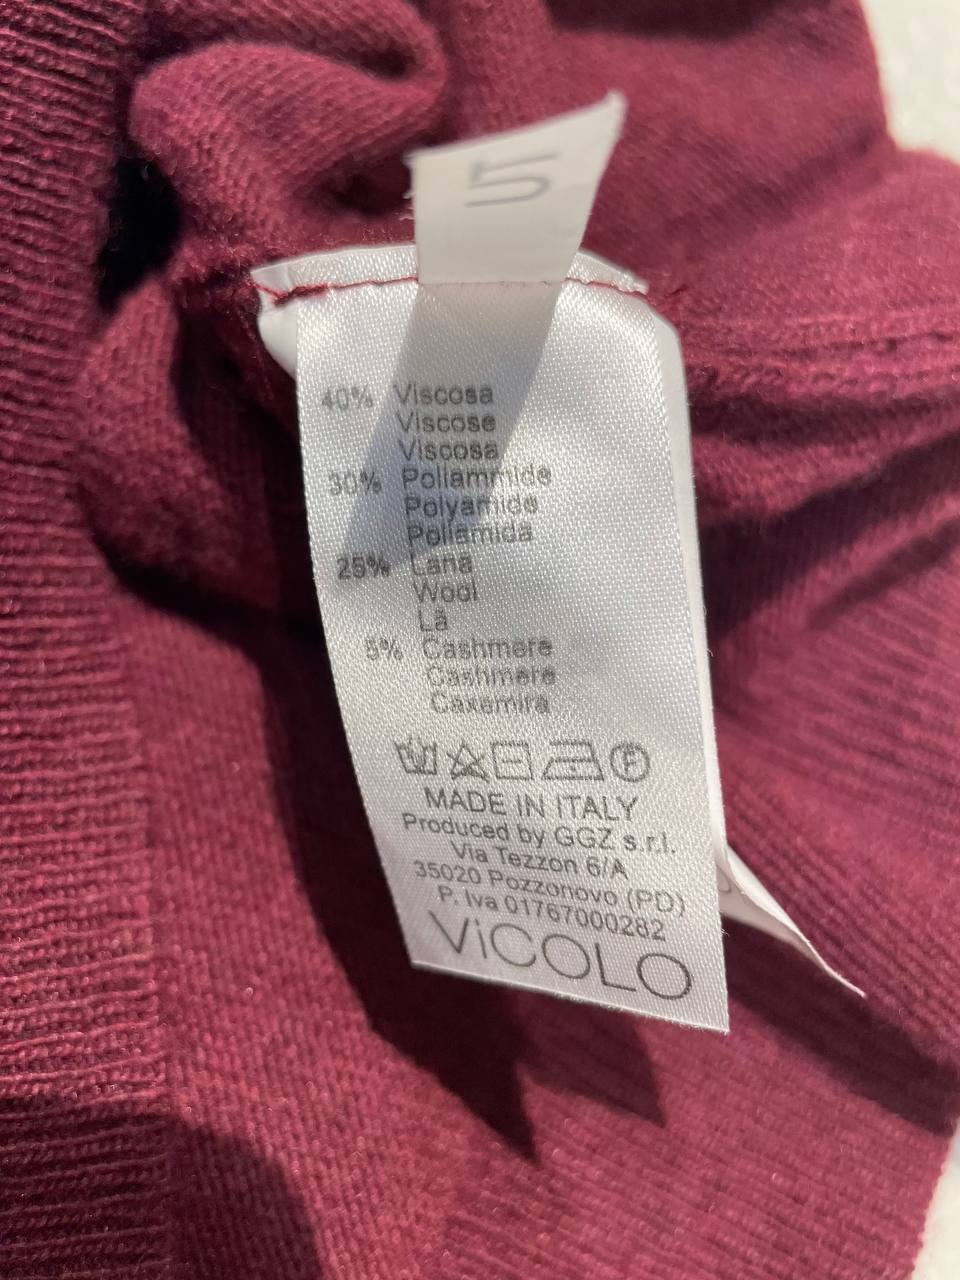 5
40% Viscosa
Viscose
Viscosa
30% Poliammide
Polyamide
Poliamida
25% Lana
Wool
Lã
5% Cashmere
Cashmere
Caxemira
F
MADE IN ITALY
Produced by GGZ s.r.l.
Via Tezzon 6/A
35020 Pozzonovo (PD)
P. Iva 01767000282
ViCOLO